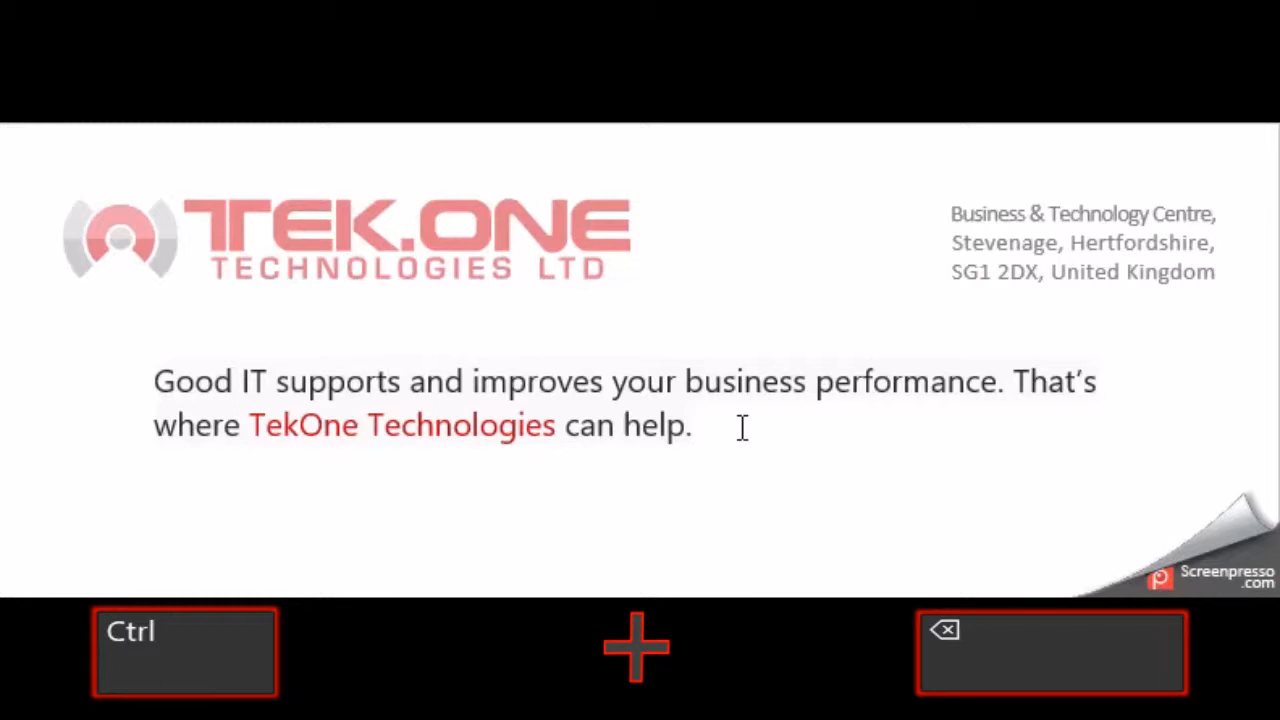 TEK.ONE
TECHNOLOGIES LTD
Business & Technology Centre,
Stevenage, Hertfordshire,
SG1 2DX, United Kingdom
Good IT supports and improves your business performance. That’s
where TekOne Technologies can help.
Screenpresso
.com
Ctrl